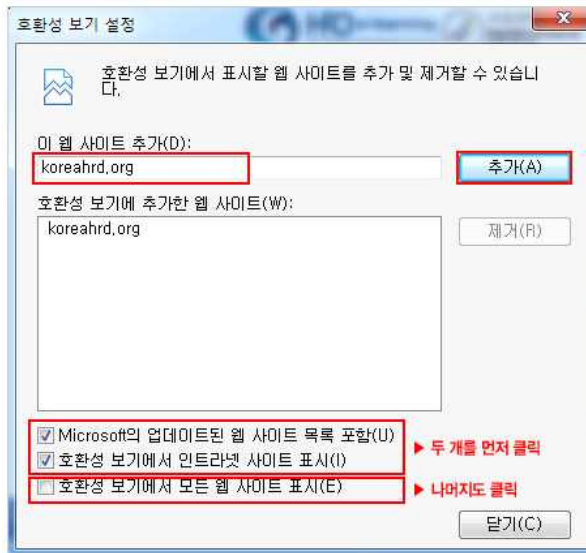 호환성 보기 설정
호환성 보기에서 표시할 웹 사이트를 추가 및 제거할 수 있습니
다.
이 웹 사이트 추가(D):
koreahrd.org
추가(A)
호환성 보기에 추가한 웹 사이트(W):
koreahrd.org
제거(R)
Microsoft의 업데이트된 웹 사이트 목록 포함(U)
호환성 보기에서 인트라넷 사이트 표시(I)
▶ 두 개를 먼저 클릭
호환성 보기에서 모든 웹 사이트 표시(E)
▶ 나머지도 클릭
닫기(C)